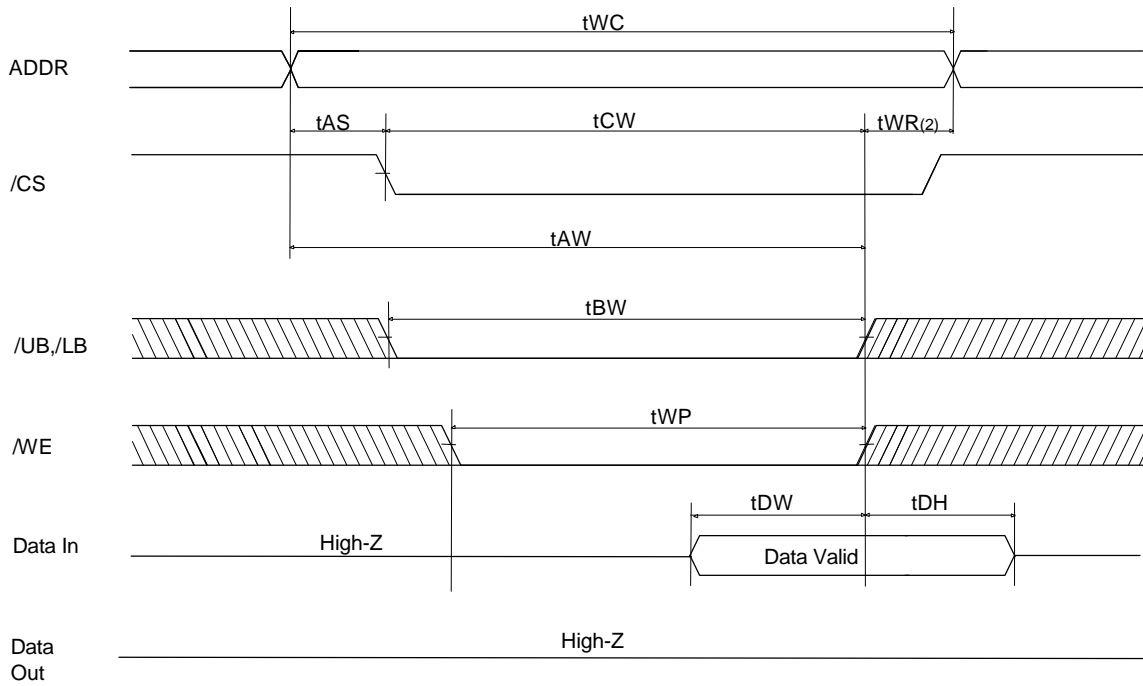 tWC
ADDR
tAS
tCW
tWR(2)
/CS
tAW
tBW
/UB,/LB
tWP
/WE
tDW
tDH
Data In
High-Z
Data Valid
High-Z
Data
Out